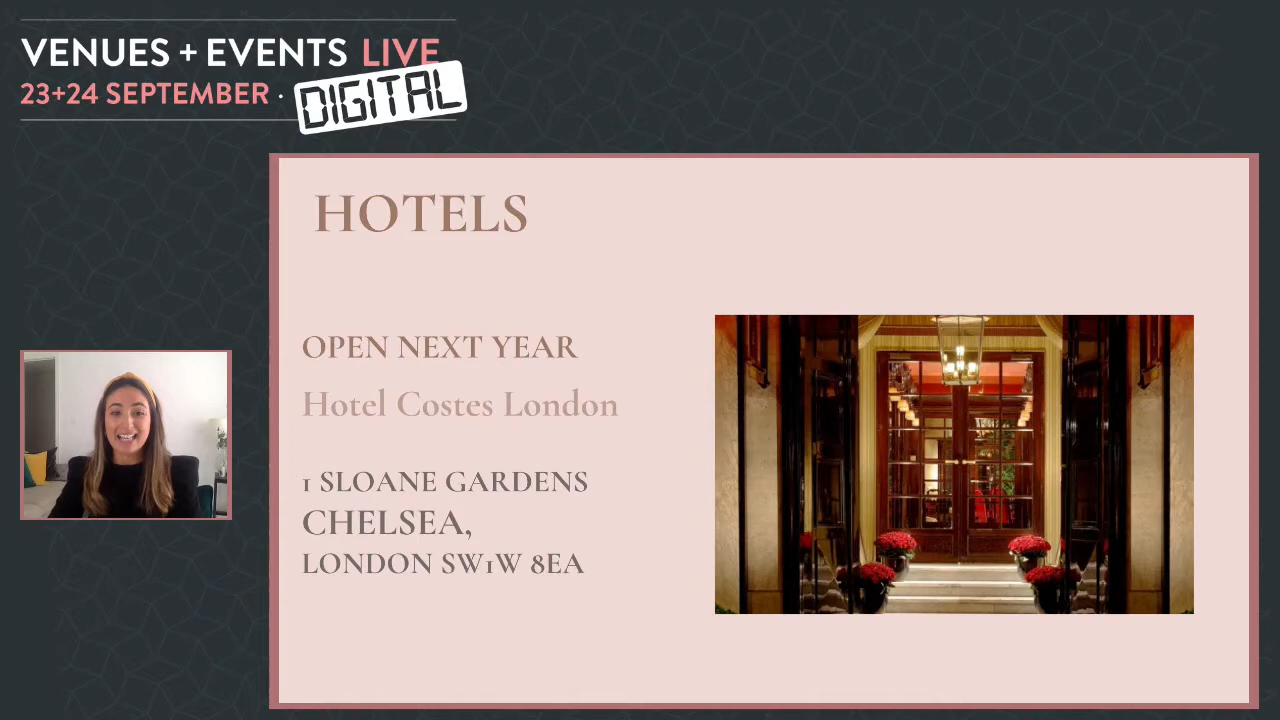 VENUES + EVENTS LIVE
23+24 SEPTEMBER · DIGITAL
HOTELS
OPEN NEXT YEAR
Hotel Costes London
1 SLOANE GARDENS
CHELSEA,
LONDON SW1W 8EA